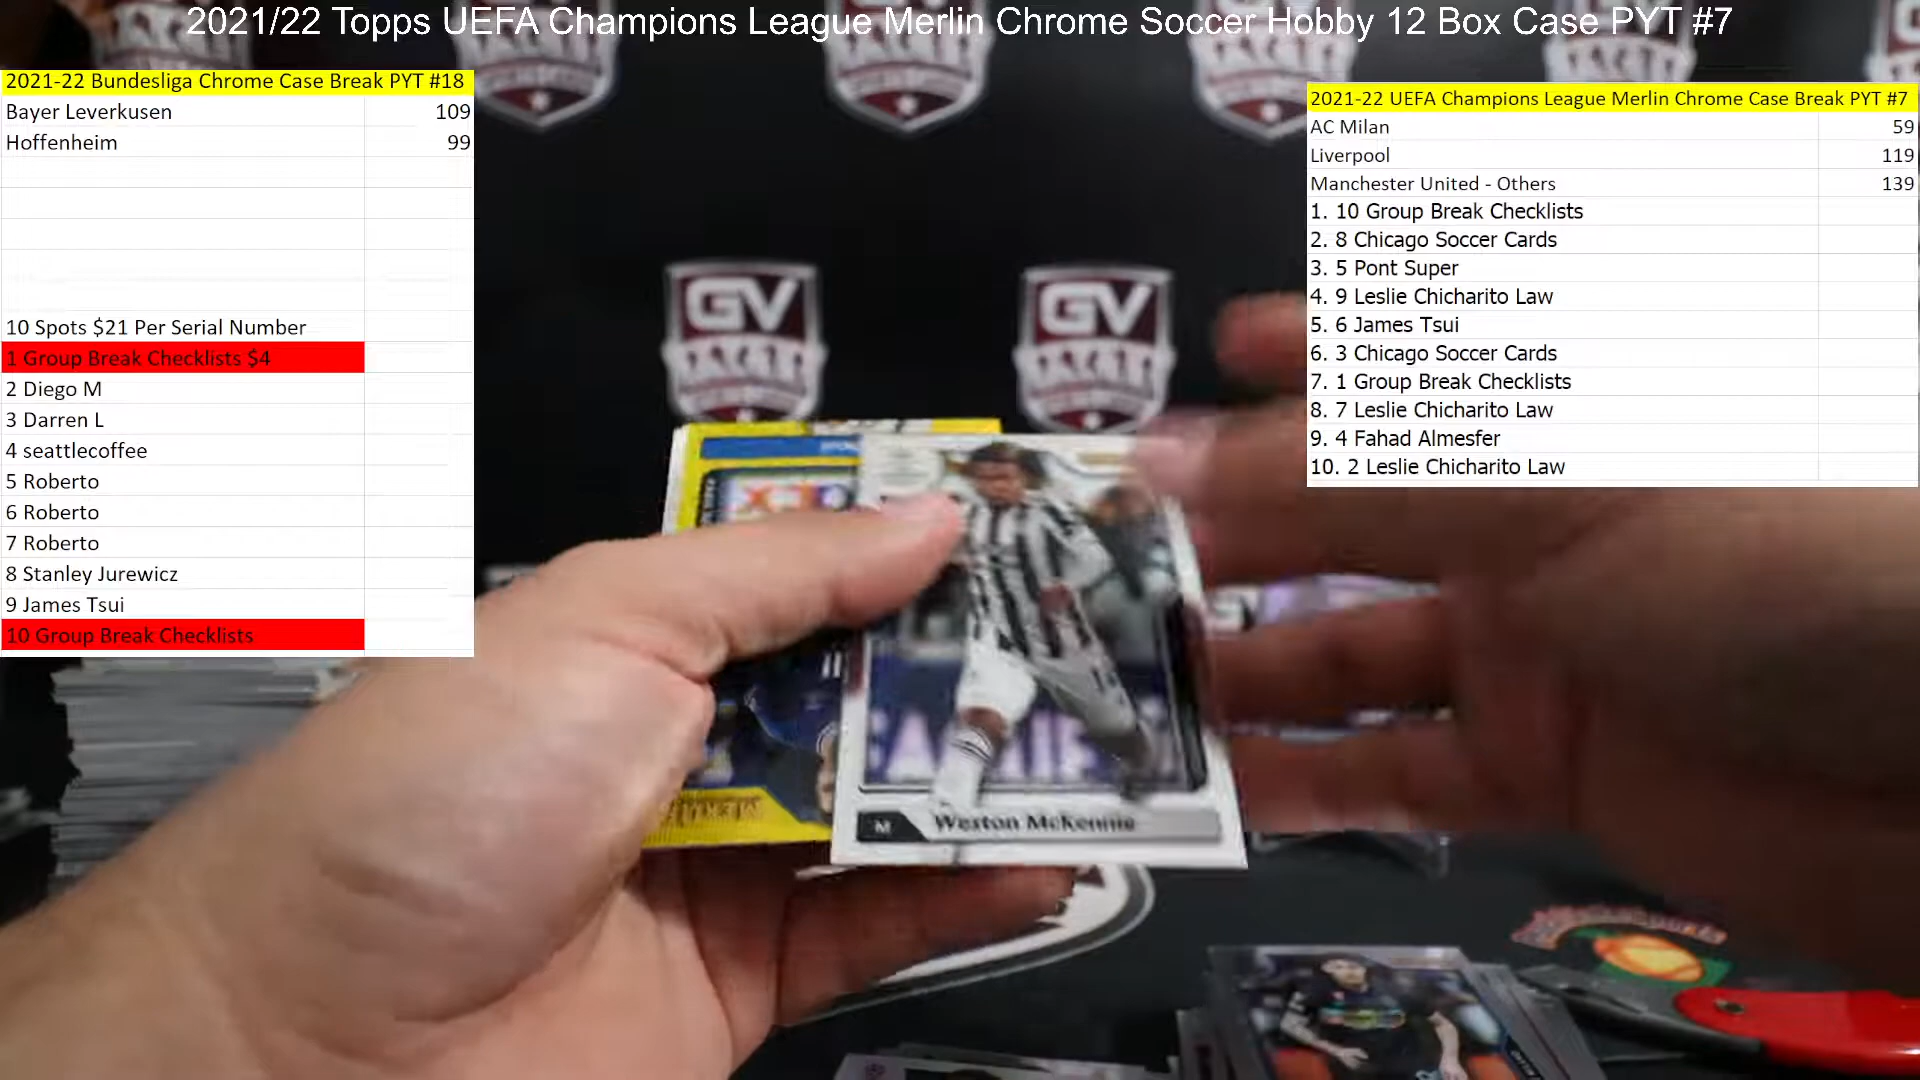 2021/22 Topps UEFA Champions League Merlin Chrome Soccer Hobby 12 Box Case PYT #7
2021-22 Bundesliga Chrome Case Break PYT #18
Bayer Leverkusen 109
Hoffenheim 99
10 Spots $21 Per Serial Number
1 Group Break Checklists $4
2 Diego M
3 Darren L
4 seattlecoffee
5 Roberto
6 Roberto
7 Roberto
8 Stanley Jurewicz
9 James Tsui
10 Group Break Checklists
2021-22 UEFA Champions League Merlin Chrome Case Break PYT #7
AC Milan 59
Liverpool 119
Manchester United - Others 139
1. 10 Group Break Checklists
2. 8 Chicago Soccer Cards
3. 5 Pont Super
4. 9 Leslie Chicharito Law
5. 6 James Tsui
6. 3 Chicago Soccer Cards
7. 1 Group Break Checklists
8. 7 Leslie Chicharito Law
9. 4 Fahad Almesfer
10. 2 Leslie Chicharito Law
GV
GV
MERLIN
M Weston McKennie